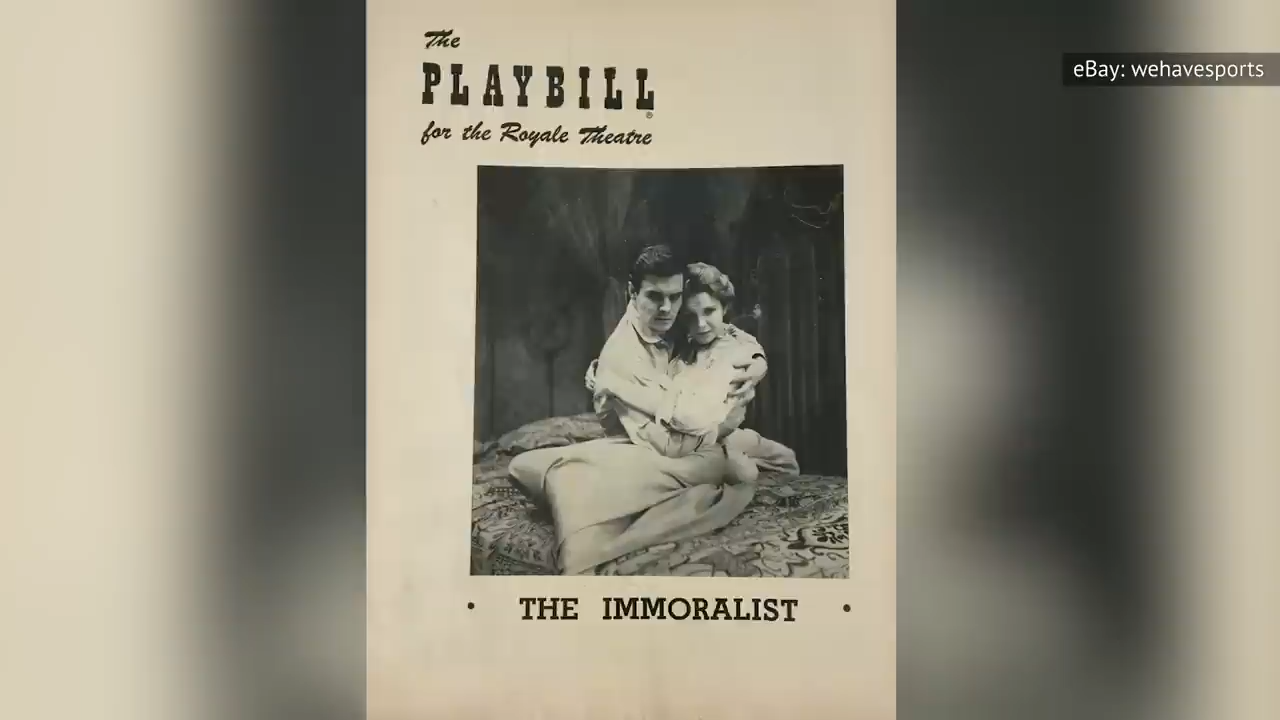 The
PLAYBILL®
for the Royale Theatre
eBay: wehavesports
• THE IMMORALIST •